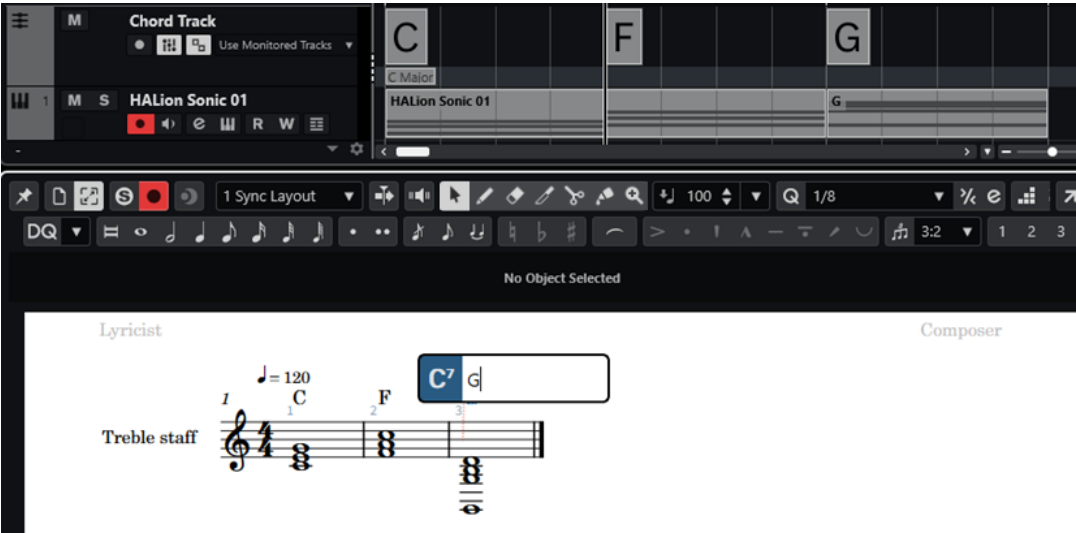 M Chord Track
Use Monitored Tracks
C F G
C Major
1 M S HALion Sonic 01
e R W
HALion Sonic 01
G
S 1 Sync Layout 100 Q 1/8 e
DQ 3:2 1 2 3
No Object Selected
Lyricist Composer
= 120
C⁷ G
1 C F
1 2 3
Treble staff
4
4